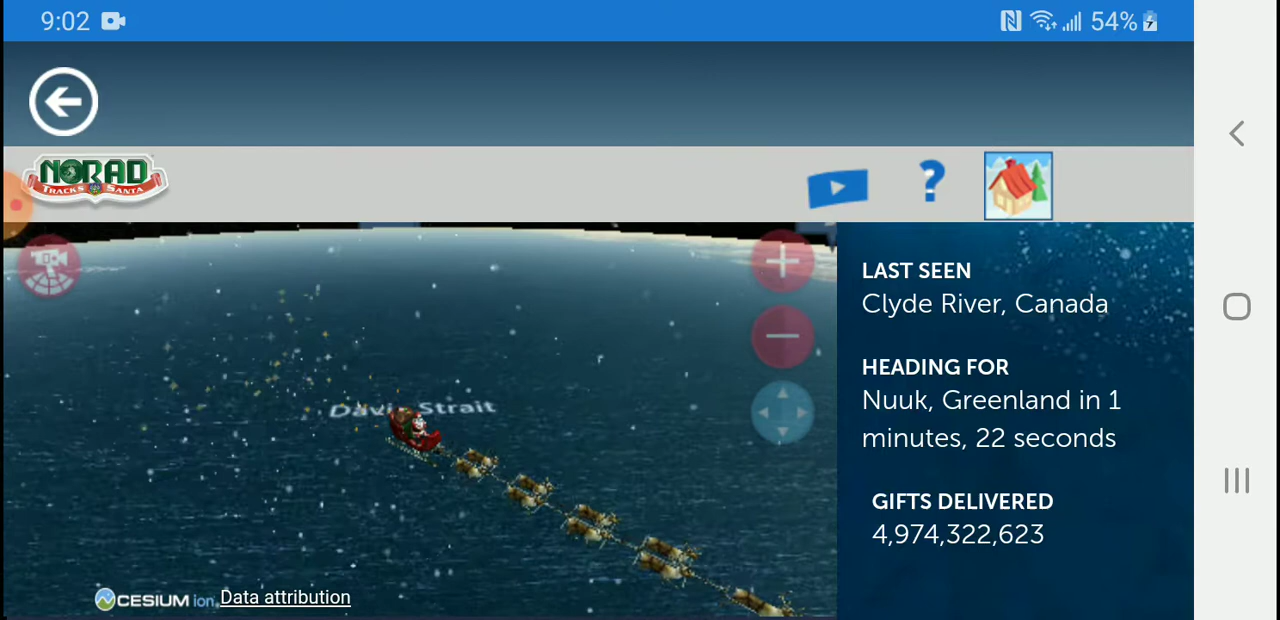 9:02
54%
NORAD
TRACKS SANTA
?
Davis Strait
LAST SEEN
Clyde River, Canada
HEADING FOR
Nuuk, Greenland in 1
minutes, 22 seconds
GIFTS DELIVERED
4,974,322,623
CESIUM ion Data attribution